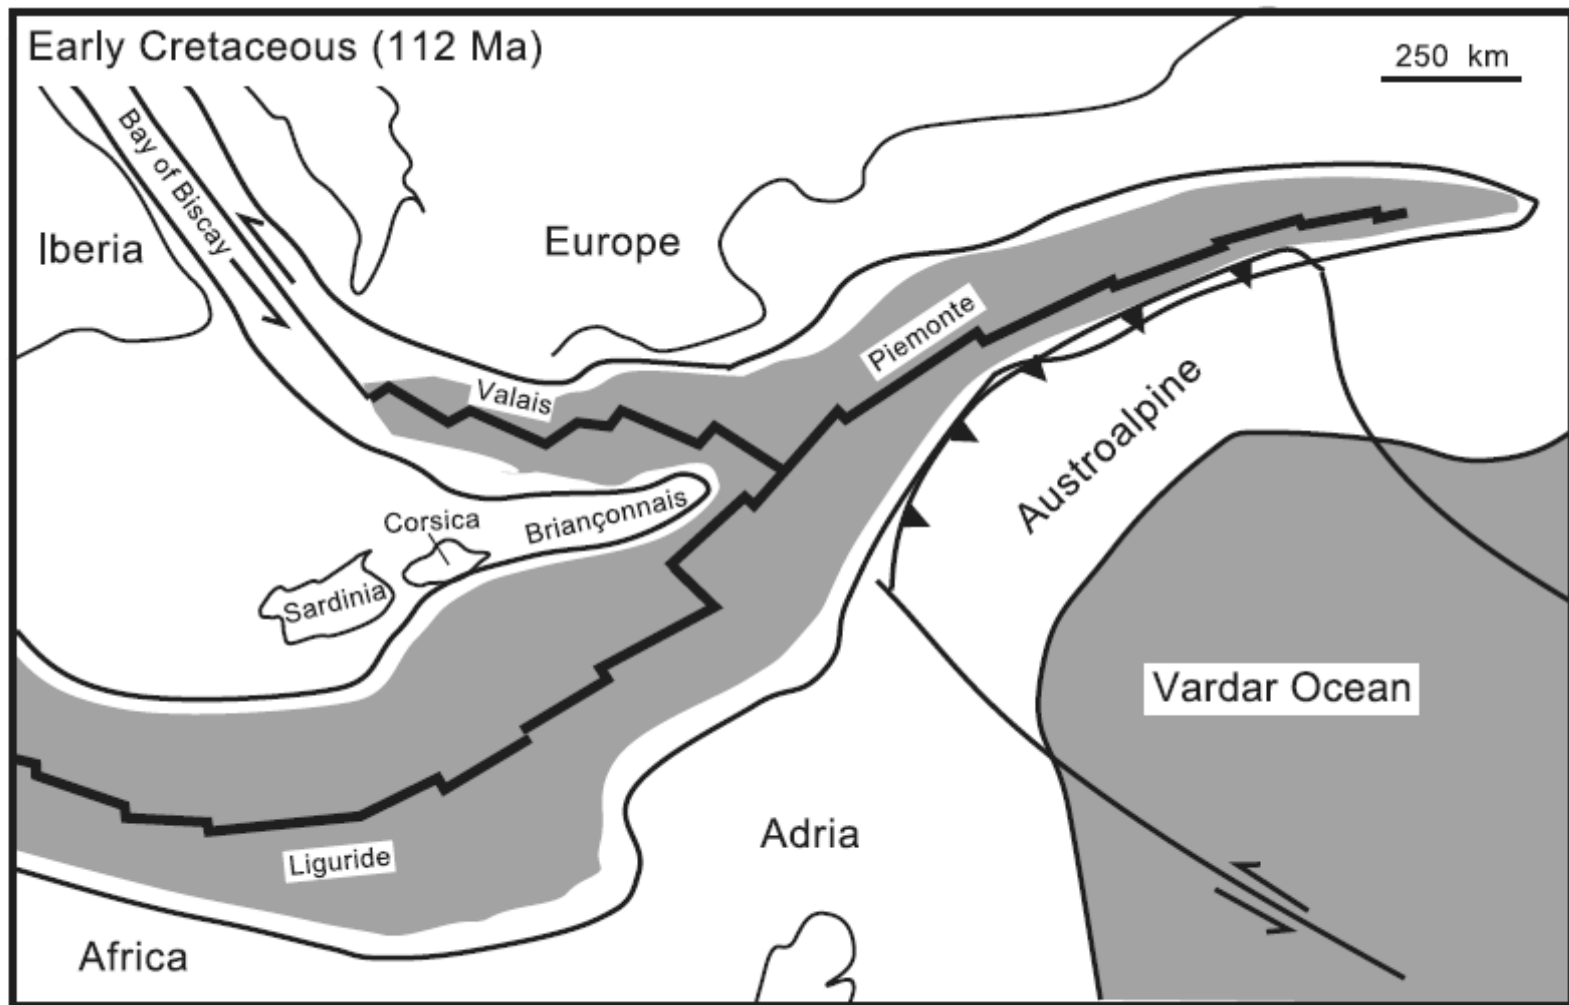 Early Cretaceous (112 Ma)
250 km
Bay of Biscay
Iberia
Europe
Piemonte
Valais
Austroalpine
Corsica
Briançonnais
Sardinia
Vardar Ocean
Adria
Liguride
Africa